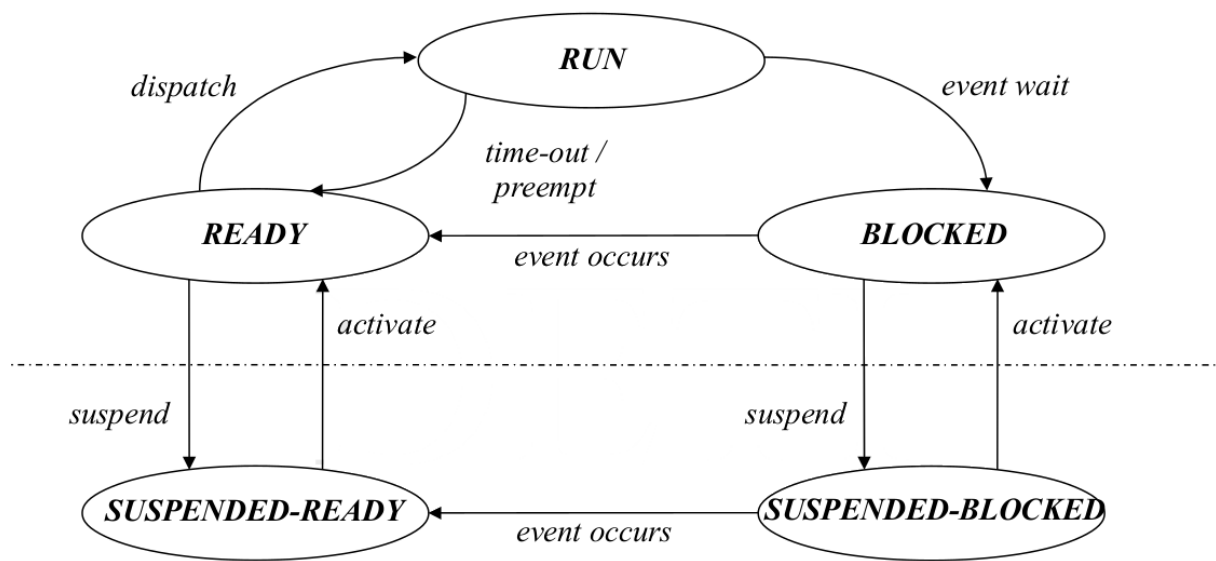 RUN
dispatch
event wait
time-out /
preempt
READY
BLOCKED
event occurs
activate
activate
suspend
suspend
SUSPENDED-READY
SUSPENDED-BLOCKED
event occurs